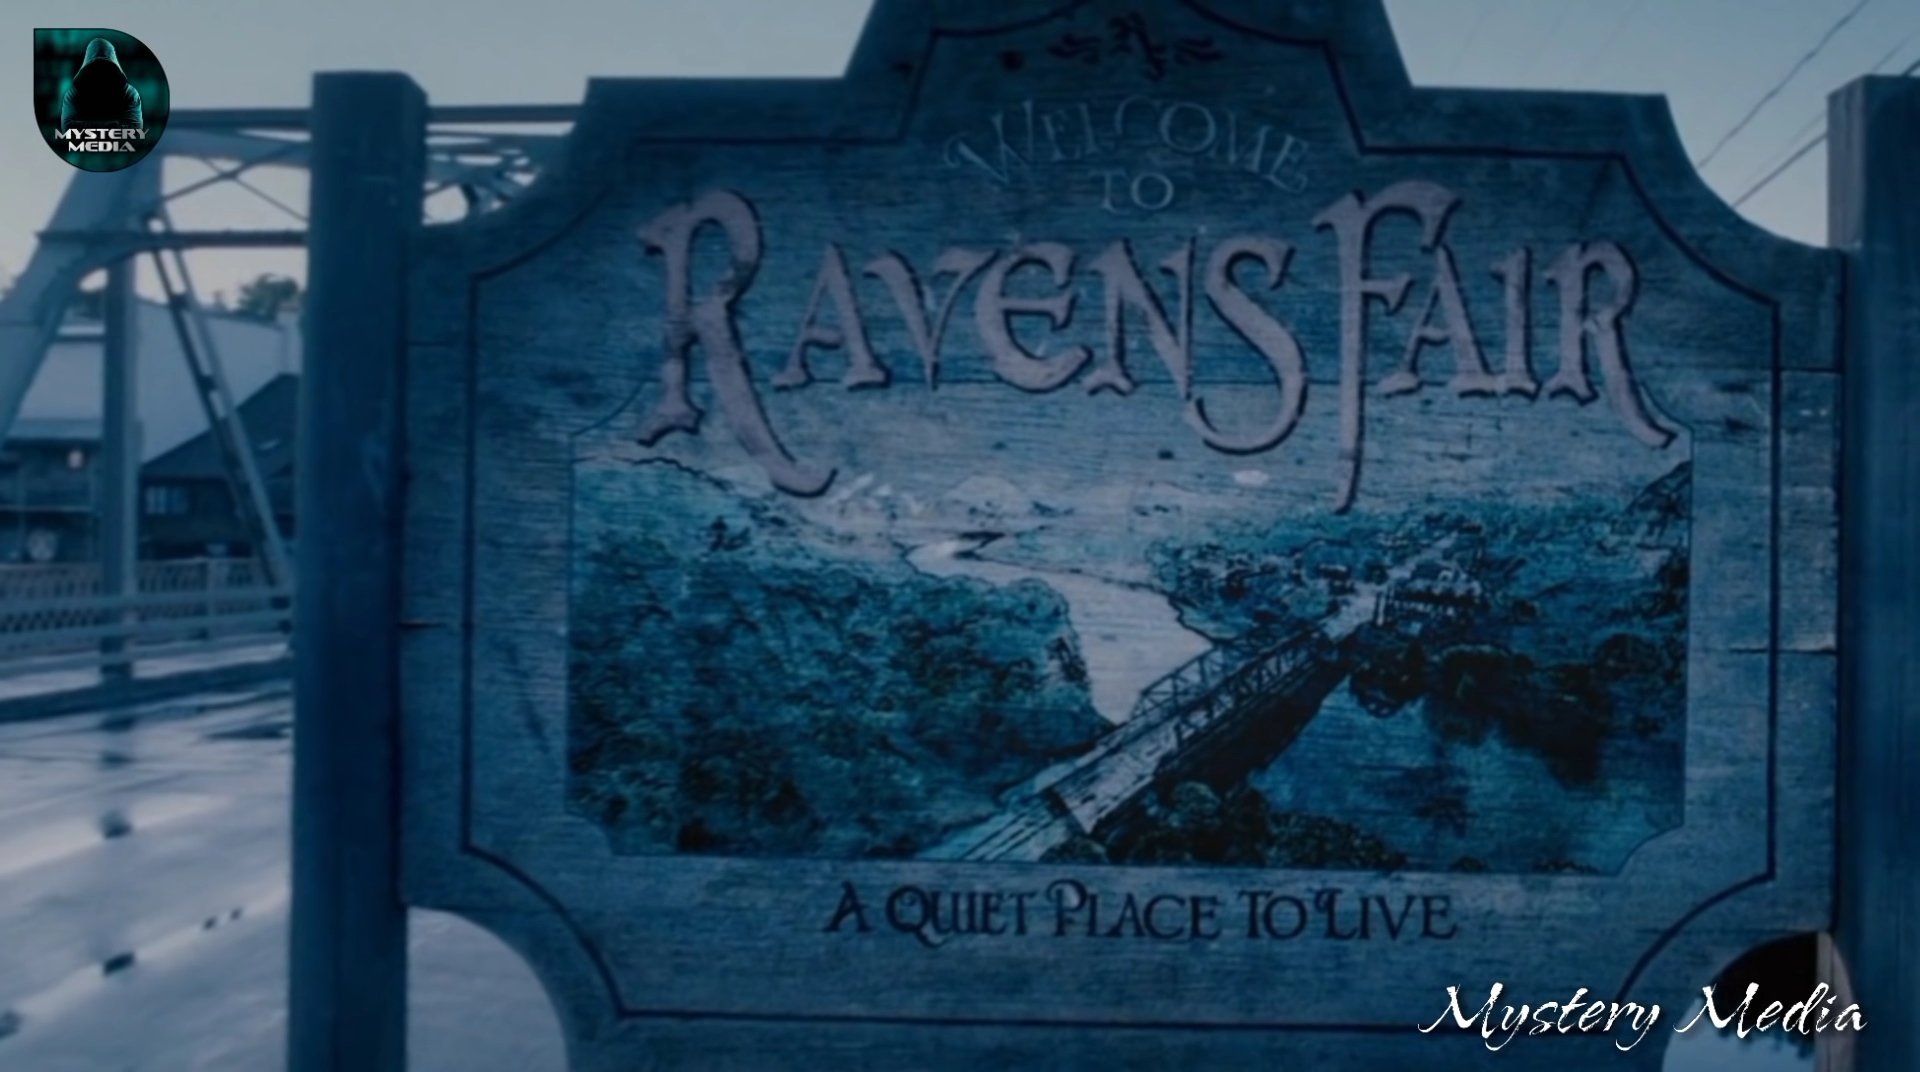 MYSTERY
MEDIA
WELCOME
TO
RAVENS FAIR
A QUIET PLACE TO LIVE
Mystery Media